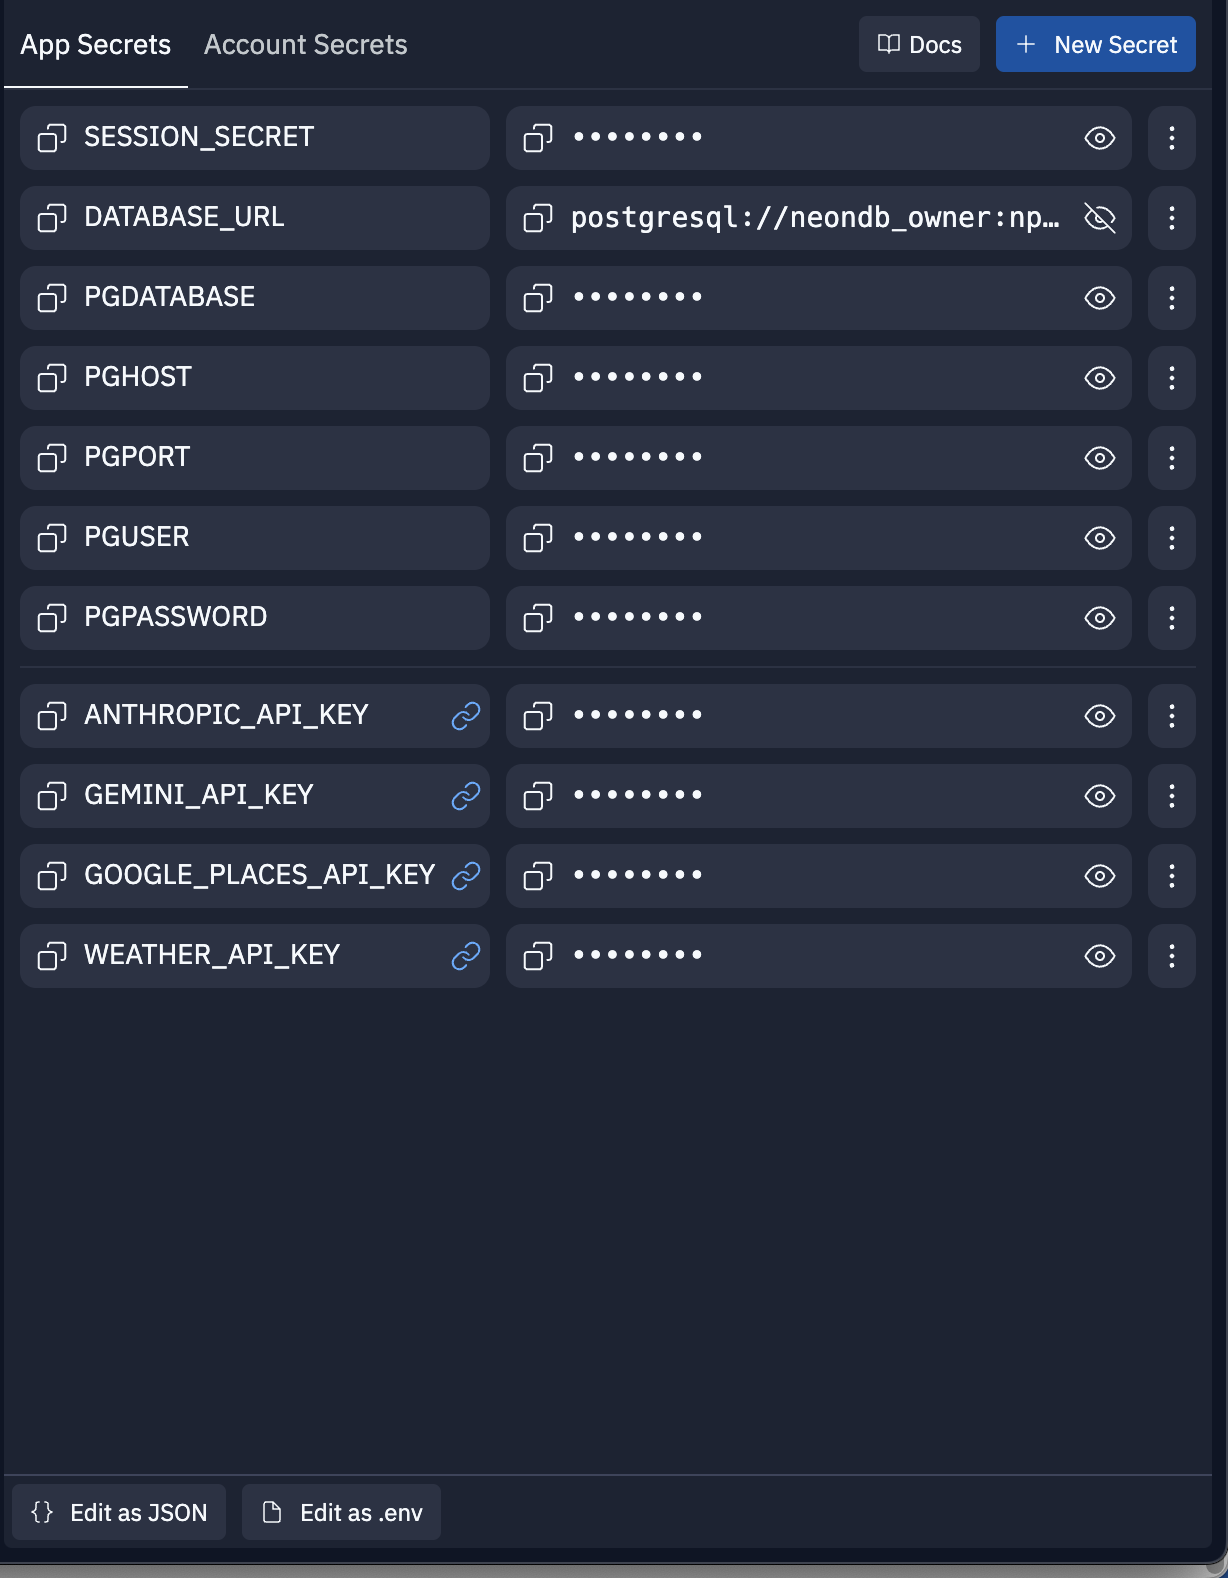 App Secrets
Account Secrets
Docs
New Secret
SESSION_SECRET
••••••••
DATABASE_URL
postgresql://neondb_owner:np…
PGDATABASE
••••••••
PGHOST
••••••••
PGPORT
••••••••
PGUSER
••••••••
PGPASSWORD
••••••••
ANTHROPIC_API_KEY
••••••••
GEMINI_API_KEY
••••••••
GOOGLE_PLACES_API_KEY
••••••••
WEATHER_API_KEY
••••••••
{} Edit as JSON
Edit as .env